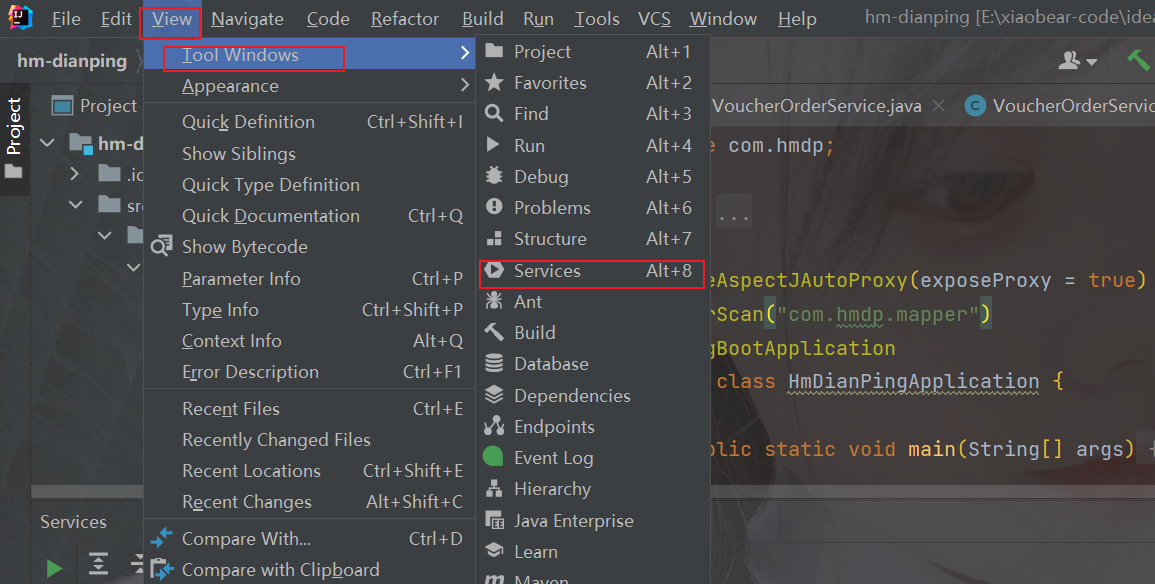 File Edit View Navigate Code Refactor Build Run Tools VCS Window Help hm-dianping [E:\xiaobear-code\idea
hm-dianping
Project
Project
hm-d
src
Tool Windows
Appearance
Quick Definition Ctrl+Shift+I
Show Siblings
Quick Type Definition
Quick Documentation Ctrl+Q
Show Bytecode
Parameter Info Ctrl+P
Type Info Ctrl+Shift+P
Context Info Alt+Q
Error Description Ctrl+F1
Recent Files Ctrl+E
Recently Changed Files
Recent Locations Ctrl+Shift+E
Recent Changes Alt+Shift+C
Compare With... Ctrl+D
Compare with Clipboard
Project Alt+1
Favorites Alt+2
Find Alt+3
Run Alt+4
Debug Alt+5
Problems Alt+6
Structure Alt+7
Services Alt+8
Ant
Build
Database
Dependencies
Endpoints
Event Log
Hierarchy
Java Enterprise
Learn
Maven
VoucherOrderService.java VoucherOrderServic
e com.hmdp;
...
eAspectJAutoProxy(exposeProxy = true)
rScan("com.hmdp.mapper")
gBootApplication
class HmDianPingApplication {
blic static void main(String[] args) {
Services